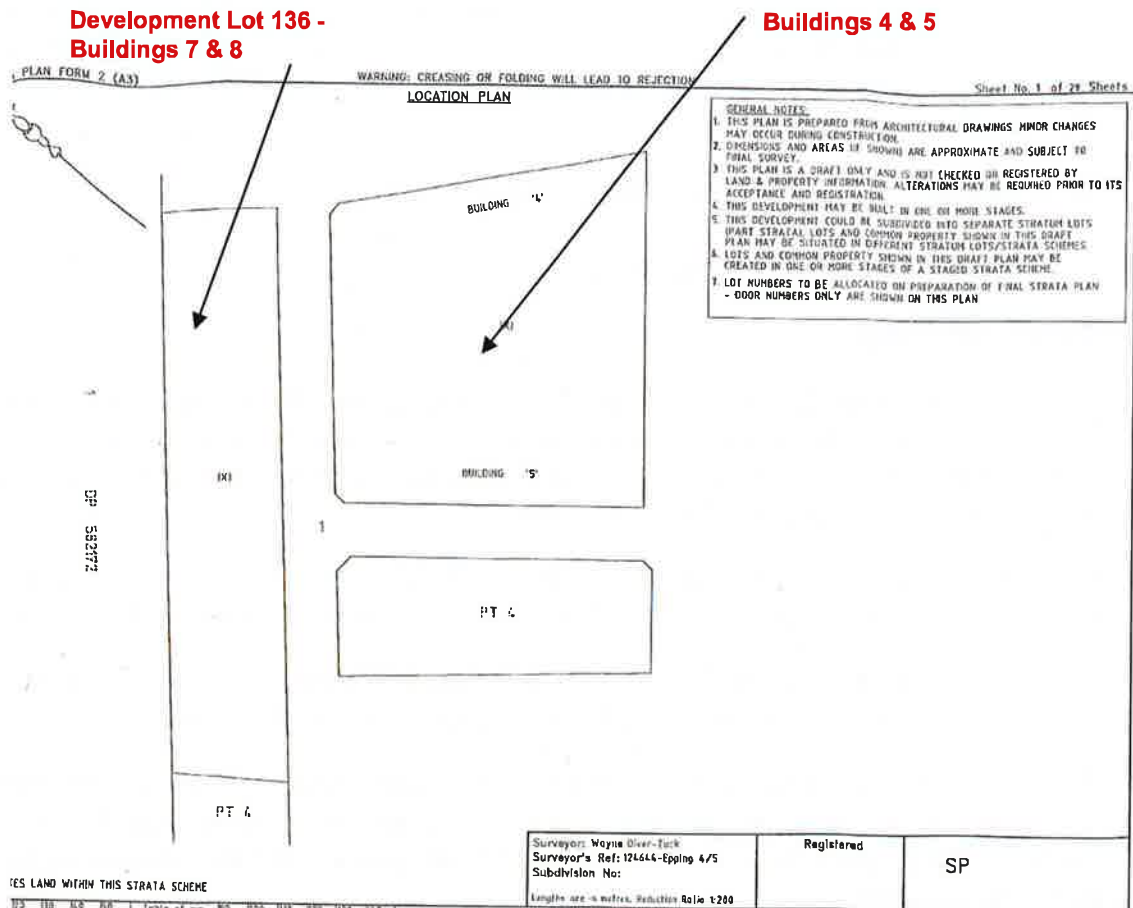 Development Lot 136 -
Buildings 7 & 8
Buildings 4 & 5
PLAN FORM 2 (A3)
WARNING: CREASING OR FOLDING WILL LEAD TO REJECTION
Sheet No. 1 of 29 Sheets
LOCATION PLAN
GENERAL NOTES:
1. THIS PLAN IS PREPARED FROM ARCHITECTURAL DRAWINGS MINOR CHANGES
MAY OCCUR DURING CONSTRUCTION.
2. DIMENSIONS AND AREAS (IF SHOWN) ARE APPROXIMATE AND SUBJECT TO
FINAL SURVEY.
3 THIS PLAN IS A DRAFT ONLY AND IS NOT CHECKED OR REGISTERED BY
LAND & PROPERTY INFORMATION. ALTERATIONS MAY BE REQUIRED PRIOR TO ITS
ACCEPTANCE AND REGISTRATION.
4. THIS DEVELOPMENT MAY BE BUILT IN ONE OR MORE STAGES.
5. THIS DEVELOPMENT COULD BE SUBDIVIDED INTO SEPARATE STRATUM LOTS
(PART STRATA). LOTS AND COMMON PROPERTY SHOWN IN THIS DRAFT
PLAN MAY BE SITUATED IN DIFFERENT STRATUM LOTS/STRATA SCHEMES
6. LOTS AND COMMON PROPERTY SHOWN IN THIS DRAFT PLAN MAY BE
CREATED IN ONE OR MORE STAGES OF A STAGED STRATA SCHEME.
7. LOT NUMBERS TO BE ALLOCATED ON PREPARATION OF FINAL STRATA PLAN
- DOOR NUMBERS ONLY ARE SHOWN ON THIS PLAN
BUILDING '4'
(X)
BUILDING '5'
(X)
1
DP 582172
PT 4
PT 4
Surveyor: Wayne Diver-Tuck
Surveyor's Ref: 124644-Epping 4/5
Subdivision No:
Lengths are in metres. Reduction Ratio 1:200
Registered
SP
TES LAND WITHIN THIS STRATA SCHEME